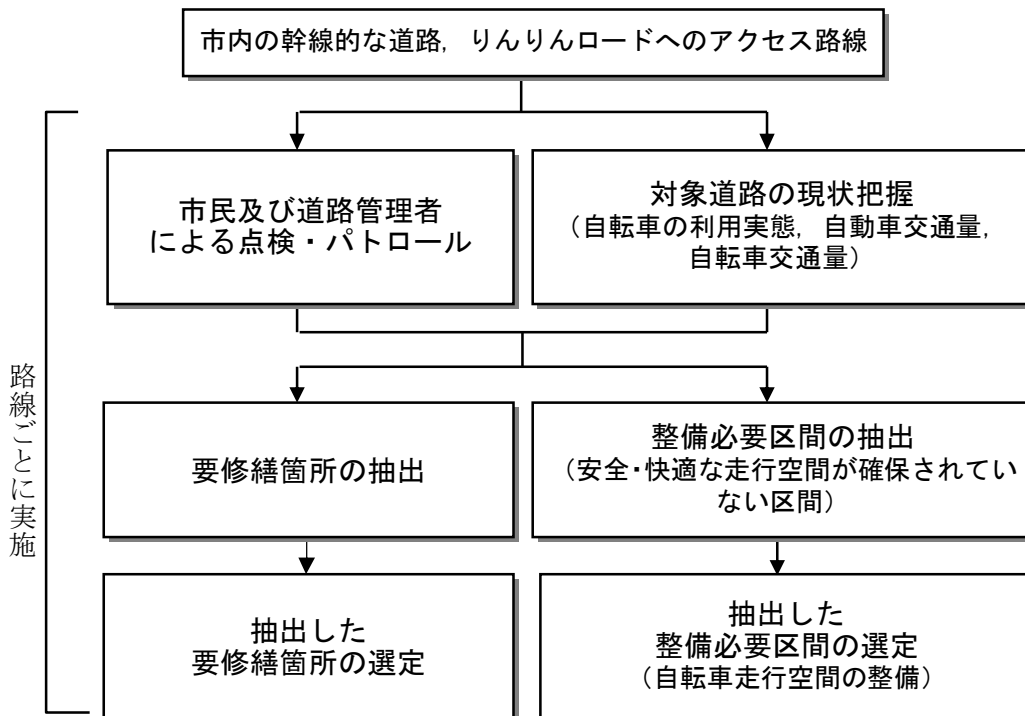 市内の幹線的な道路，りんりんロードへのアクセス路線
市民及び道路管理者
による点検・パトロール
対象道路の現状把握
（自転車の利用実態，自動車交通量，
自転車交通量）
路線ごとに実施
要修繕箇所の抽出
整備必要区間の抽出
（安全・快適な走行空間が確保されてい
ない区間）
抽出した
要修繕箇所の選定
抽出した
整備必要区間の選定
（自転車走行空間の整備）